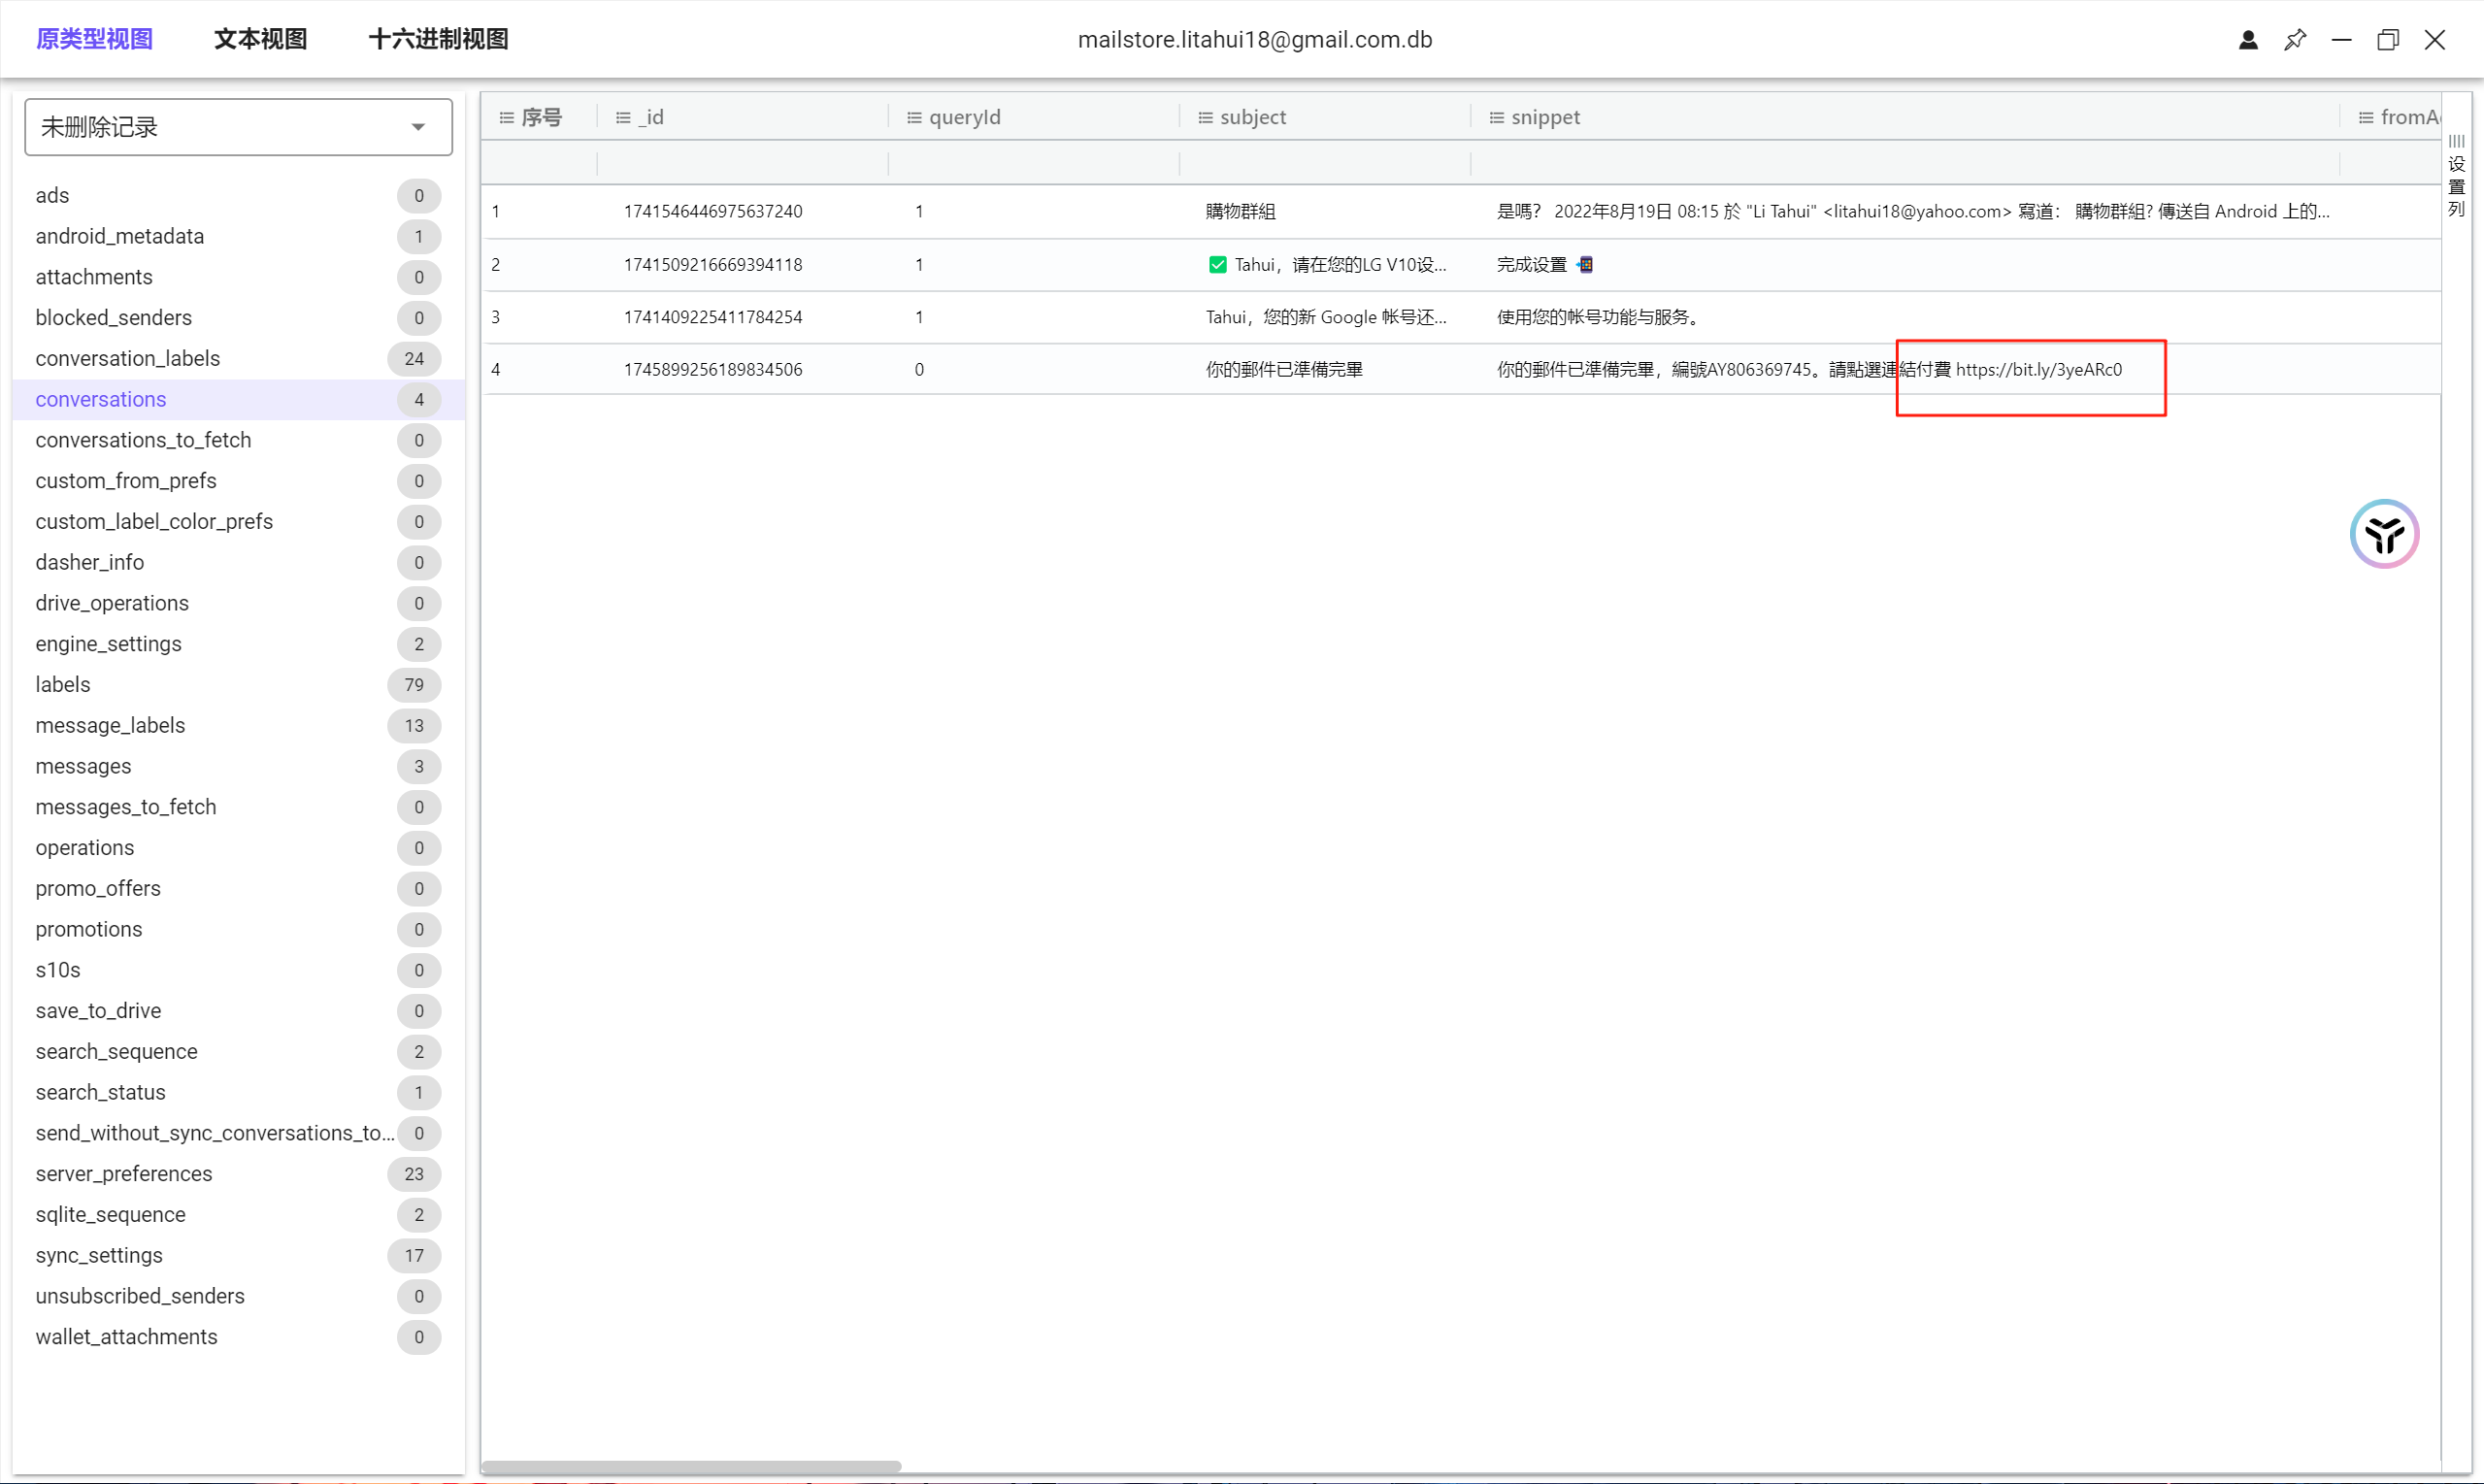 原类型视图 文本视图 十六进制视图 mailstore.litahui18@gmail.com.db
未删除记录
ads 0
android_metadata 1
attachments 0
blocked_senders 0
conversation_labels 24
conversations 4
conversations_to_fetch 0
custom_from_prefs 0
custom_label_color_prefs 0
dasher_info 0
drive_operations 0
engine_settings 2
labels 79
message_labels 13
messages 3
messages_to_fetch 0
operations 0
promo_offers 0
promotions 0
s10s 0
save_to_drive 0
search_sequence 2
search_status 1
send_without_sync_conversations_to... 0
server_preferences 23
sqlite_sequence 2
sync_settings 17
unsubscribed_senders 0
wallet_attachments 0
序号 _id queryId subject snippet fromA
1 1741546446975637240 1 購物群組 是嗎? 2022年8月19日 08:15 於 "Li Tahui" <litahui18@yahoo.com> 寫道： 購物群組? 傳送自 Android 上的...
2 1741509216669394118 1 ✅ Tahui，请在您的LG V10设... 完成设置 📲
3 1741409225411784254 1 Tahui，您的新 Google 帐号还... 使用您的帐号功能与服务。
4 1745899256189834506 0 你的郵件已準備完畢 你的郵件已準備完畢，編號AY806369745。請點選連結付費 https://bit.ly/3yeARc0
设置列